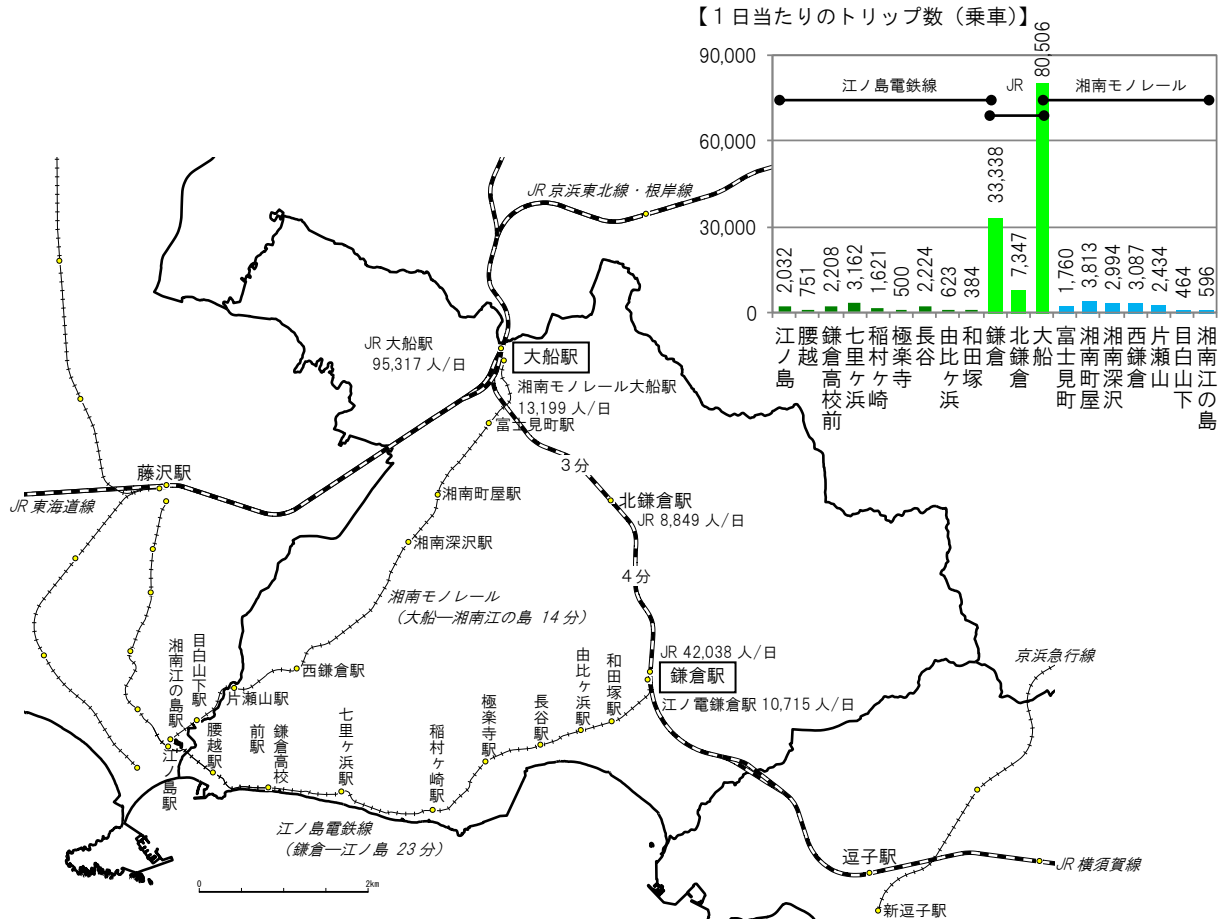 【１日当たりのトリップ数（乗車）】
90,000
60,000
30,000
0
江ノ島電鉄線
JR
湘南モノレール
2,032
751
2,208
3,162
1,621
500
2,224
623
384
33,338
7,347
80,506
1,760
3,813
2,994
3,087
2,434
464
596
江ノ島
腰越
鎌倉高校前
七里ヶ浜
稲村ヶ崎
極楽寺
長谷
由比ヶ浜
和田塚
鎌倉
北鎌倉
大船
富士見町
湘南町屋
湘南深沢
西鎌倉
片瀬山
目白山下
湘南江の島
JR 京浜東北線・根岸線
JR 大船駅
95,317 人/日
大船駅
湘南モノレール大船駅
13,199 人/日
富士見町駅
3 分
藤沢駅
JR 東海道線
湘南町屋駅
北鎌倉駅
JR 8,849 人/日
湘南深沢駅
4 分
湘南モノレール
（大船―湘南江の島 14 分）
JR 42,038 人/日
鎌倉駅
江ノ電鎌倉駅 10,715 人/日
京浜急行線
西鎌倉駅
片瀬山駅
目白山下駅
湘南江の島駅
江ノ島駅
腰越駅
鎌倉高校
前駅
七里ヶ浜駅
稲村ヶ崎駅
極楽寺駅
長谷駅
由比ヶ浜駅
和田塚駅
江ノ島電鉄線
（鎌倉―江ノ島 23 分）
逗子駅
JR 横須賀線
新逗子駅
0
2km